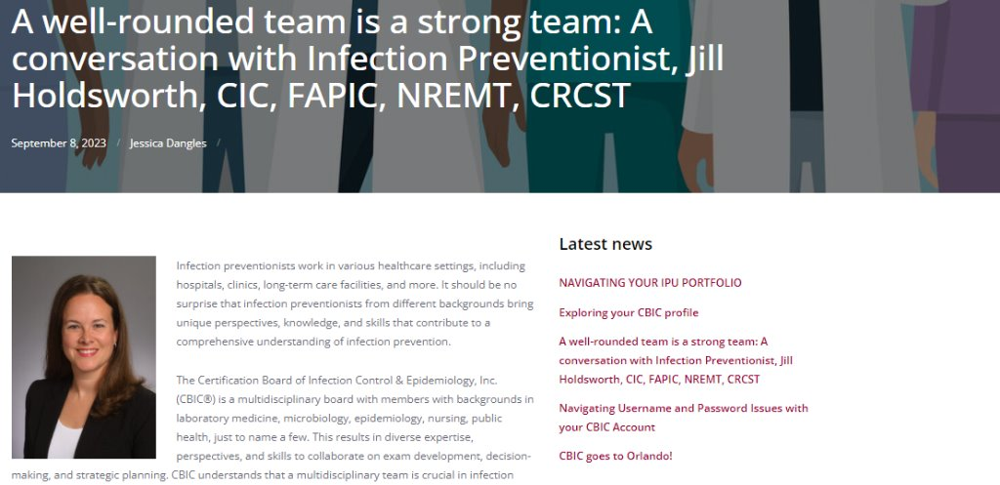 A well-rounded team is a strong team: A
conversation with Infection Preventionist, Jill
Holdsworth, CIC, FAPIC, NREMT, CRCST
September 8, 2023 / Jessica Dangles /
Infection preventionists work in various healthcare settings, including
hospitals, clinics, long-term care facilities, and more. It should be no
surprise that infection preventionists from different backgrounds bring
unique perspectives, knowledge, and skills that contribute to a
comprehensive understanding of infection prevention.
The Certification Board of Infection Control & Epidemiology, Inc.
(CBIC®) is a multidisciplinary board with members with backgrounds in
laboratory medicine, microbiology, epidemiology, nursing, public
health, just to name a few. This results in diverse expertise,
perspectives, and skills to collaborate on exam development, decision-
making, and strategic planning. CBIC understands that a multidisciplinary team is crucial in infection
Latest news
NAVIGATING YOUR IPU PORTFOLIO
Exploring your CBIC profile
A well-rounded team is a strong team: A
conversation with Infection Preventionist, Jill
Holdsworth, CIC, FAPIC, NREMT, CRCST
Navigating Username and Password Issues with
your CBIC Account
CBIC goes to Orlando!